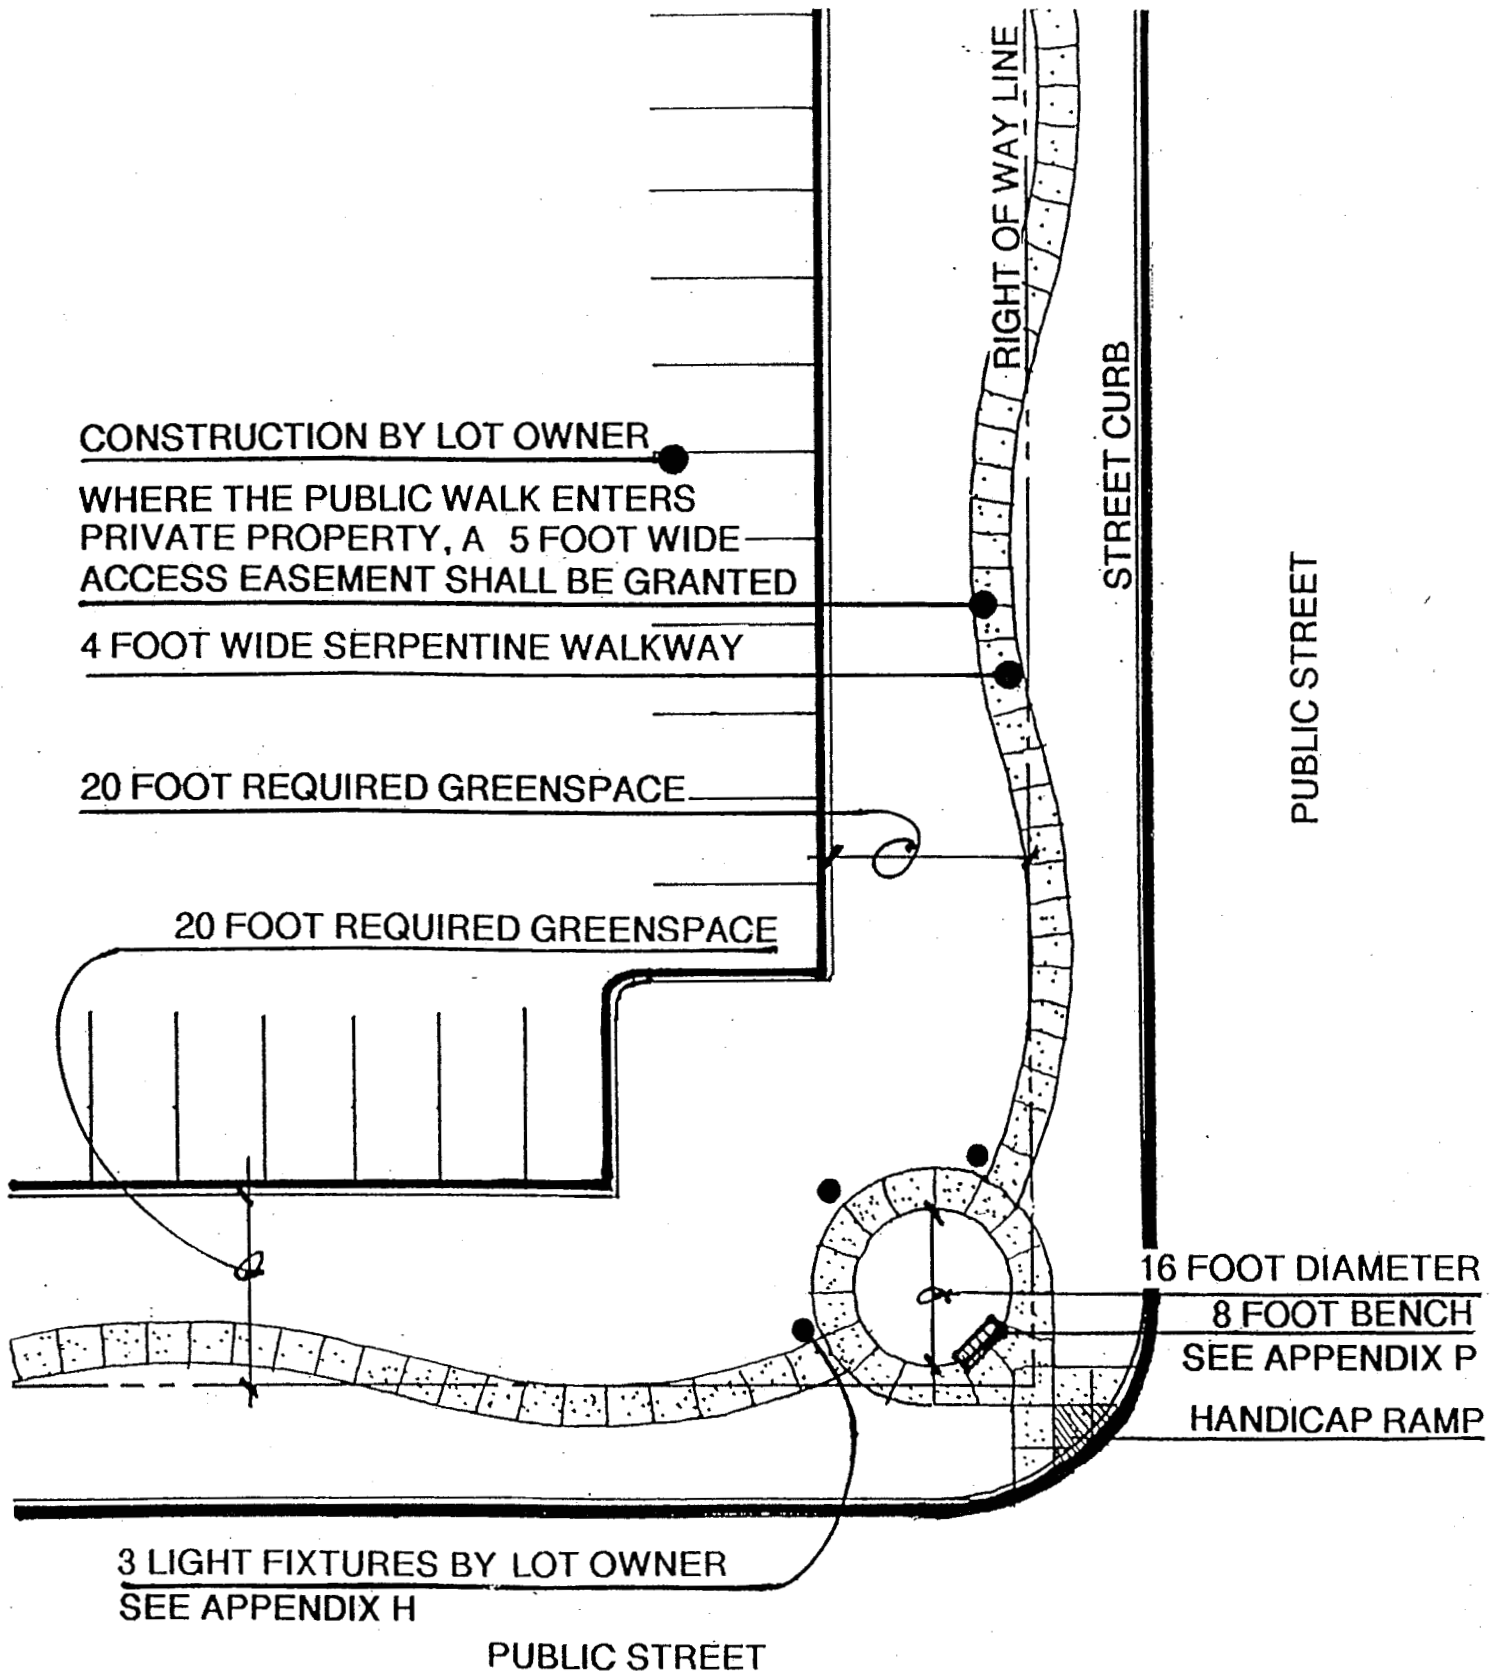 RIGHT OF WAY LINE
STREET CURB
PUBLIC STREET
CONSTRUCTION BY LOT OWNER
WHERE THE PUBLIC WALK ENTERS
PRIVATE PROPERTY, A 5 FOOT WIDE
ACCESS EASEMENT SHALL BE GRANTED
4 FOOT WIDE SERPENTINE WALKWAY
20 FOOT REQUIRED GREENSPACE
20 FOOT REQUIRED GREENSPACE
16 FOOT DIAMETER
8 FOOT BENCH
SEE APPENDIX P
HANDICAP RAMP
3 LIGHT FIXTURES BY LOT OWNER
SEE APPENDIX H
PUBLIC STREET